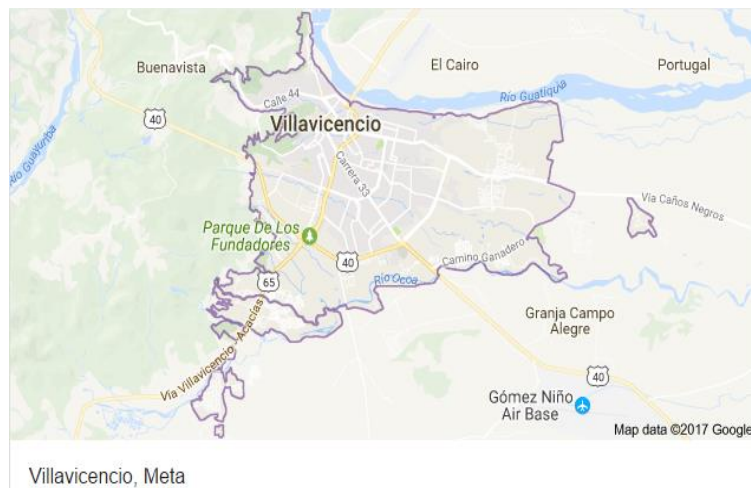 Buenavista
El Cairo
Portugal
Río Guatiquía
Calle 44
40
Villavicencio
Río Guayuriba
Carrera 33
Via Caños Negros
Parque De Los
Fundadores
40
Camino Ganadero
65
Río Ocoa
Granja Campo
Alegre
Vía Villavicencio - Acacías
40
Gómez Niño
Air Base
Map data ©2017 Google
Villavicencio, Meta